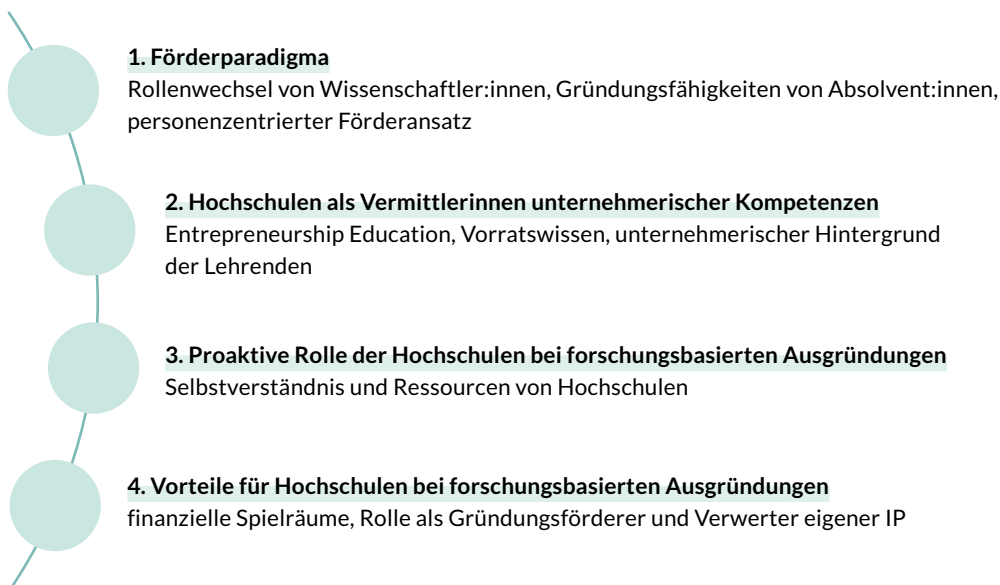 1. Förderparadigma
Rollenwechsel von Wissenschaftler:innen, Gründungsfähigkeiten von Absolvent:innen,
personenzentrierter Förderansatz
2. Hochschulen als Vermittlerinnen unternehmerischer Kompetenzen
Entrepreneurship Education, Vorratswissen, unternehmerischer Hintergrund
der Lehrenden
3. Proaktive Rolle der Hochschulen bei forschungsbasierten Ausgründungen
Selbstverständnis und Ressourcen von Hochschulen
4. Vorteile für Hochschulen bei forschungsbasierten Ausgründungen
finanzielle Spielräume, Rolle als Gründungsförderer und Verwerter eigener IP